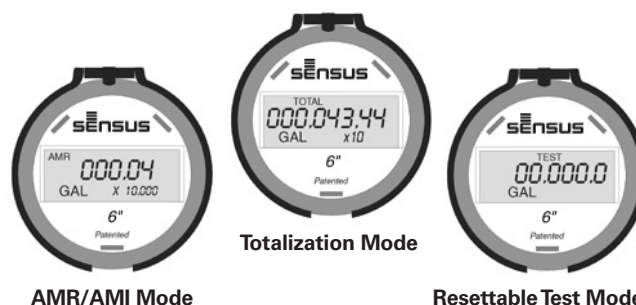 sensus
AMR
000.04
GAL X 10.000
6"
Patented
AMR/AMI Mode
sensus
TOTAL
000.043.44
GAL x10
6"
Patented
Totalization Mode
sensus
TEST
00.000.0
GAL
6"
Patented
Resettable Test Mode